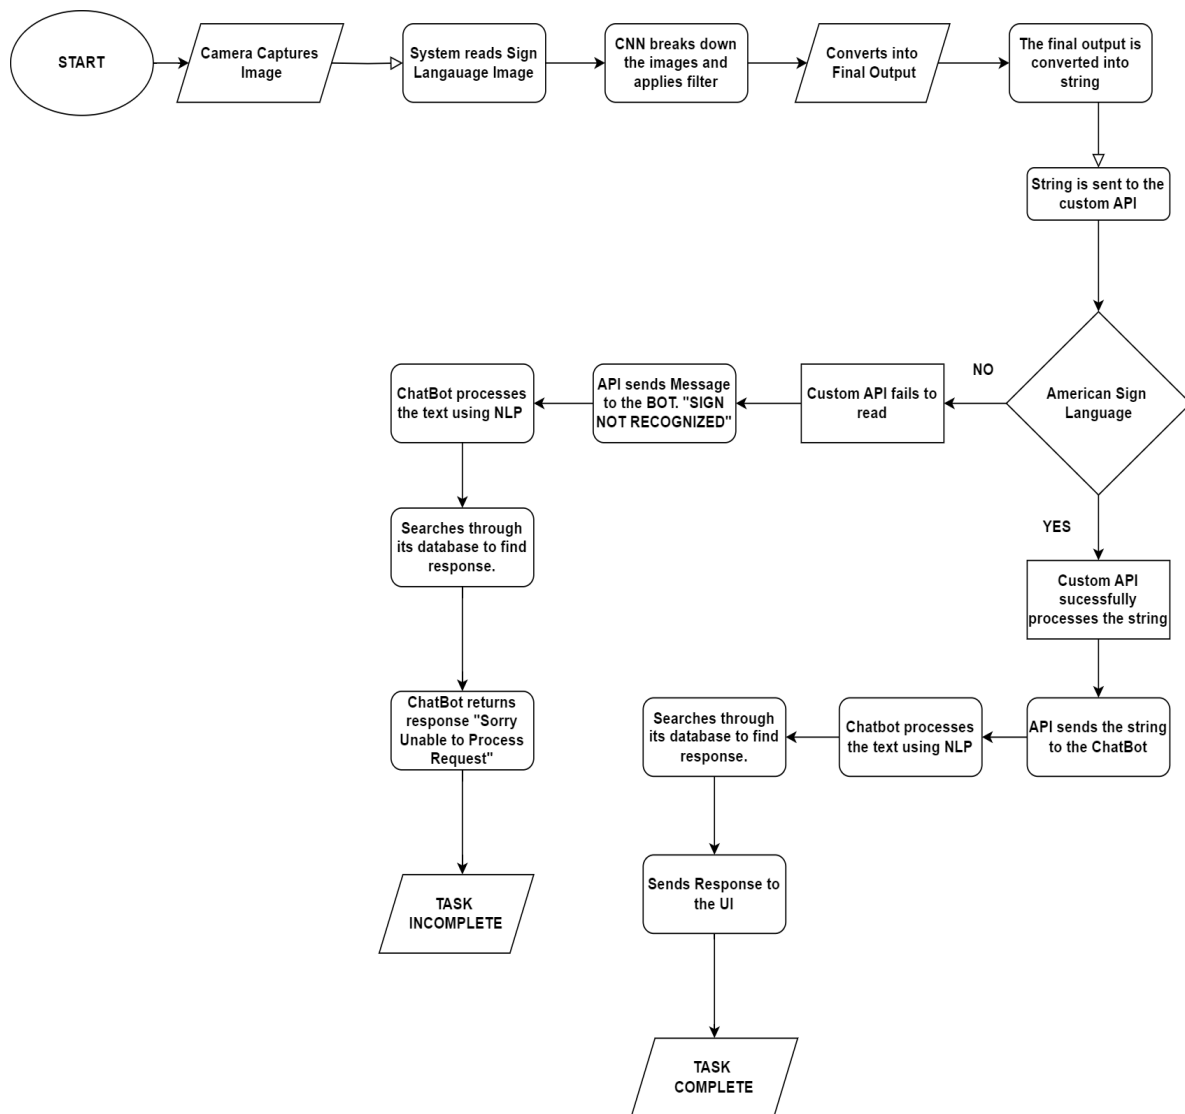 START
Camera Captures
Image
System reads Sign
Langauage Image
CNN breaks down
the images and
applies filter
Converts into
Final Output
The final output is
converted into
string
String is sent to the
custom API
American Sign
Language
NO
Custom API fails to
read
API sends Message
to the BOT. "SIGN
NOT RECOGNIZED"
ChatBot processes
the text using NLP
Searches through
its database to find
response.
ChatBot returns
response "Sorry
Unable to Process
Request"
TASK
INCOMPLETE
YES
Custom API
sucessfully
processes the string
API sends the string
to the ChatBot
Chatbot processes
the text using NLP
Searches through
its database to find
response.
Sends Response to
the UI
TASK
COMPLETE